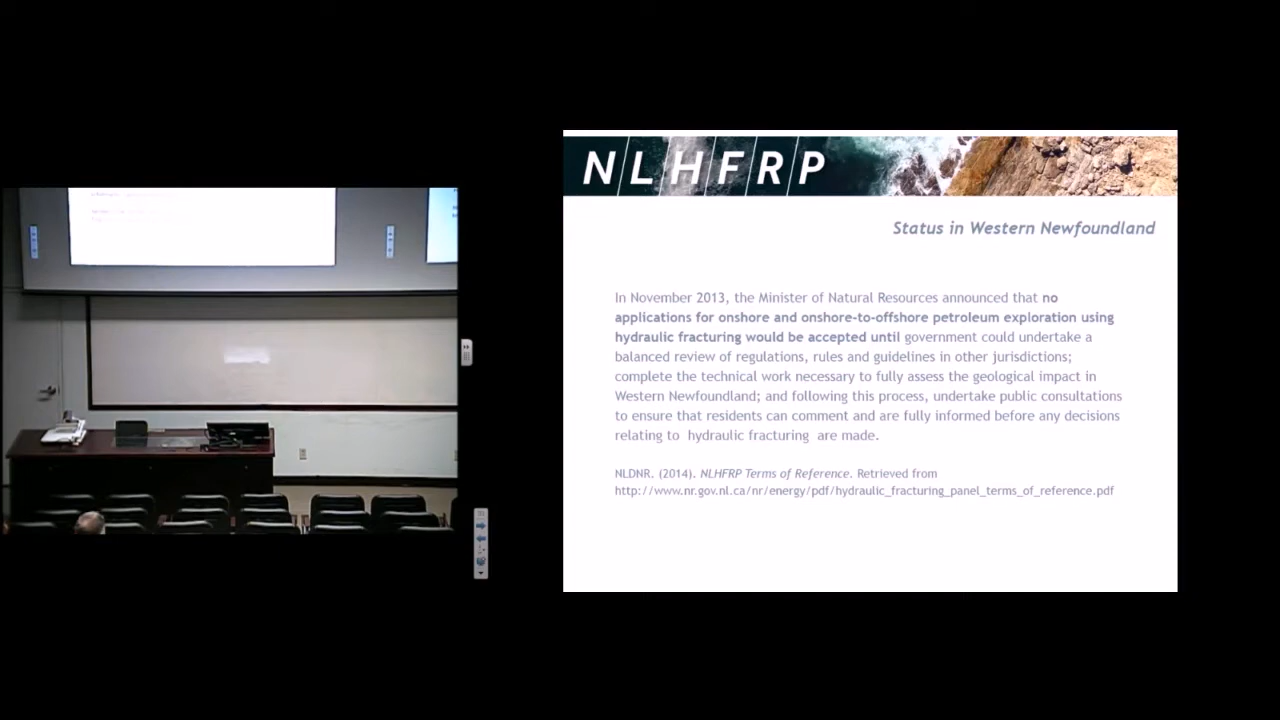 NLHFRP
Status in Western Newfoundland
In November 2013, the Minister of Natural Resources announced that no
applications for onshore and onshore-to-offshore petroleum exploration using
hydraulic fracturing would be accepted until government could undertake a
balanced review of regulations, rules and guidelines in other jurisdictions;
complete the technical work necessary to fully assess the geological impact in
Western Newfoundland; and following this process, undertake public consultations
to ensure that residents can comment and are fully informed before any decisions
relating to hydraulic fracturing are made.
NLDNR. (2014). NLHFRP Terms of Reference. Retrieved from
http://www.nr.gov.nl.ca/nr/energy/pdf/hydraulic_fracturing_panel_terms_of_reference.pdf